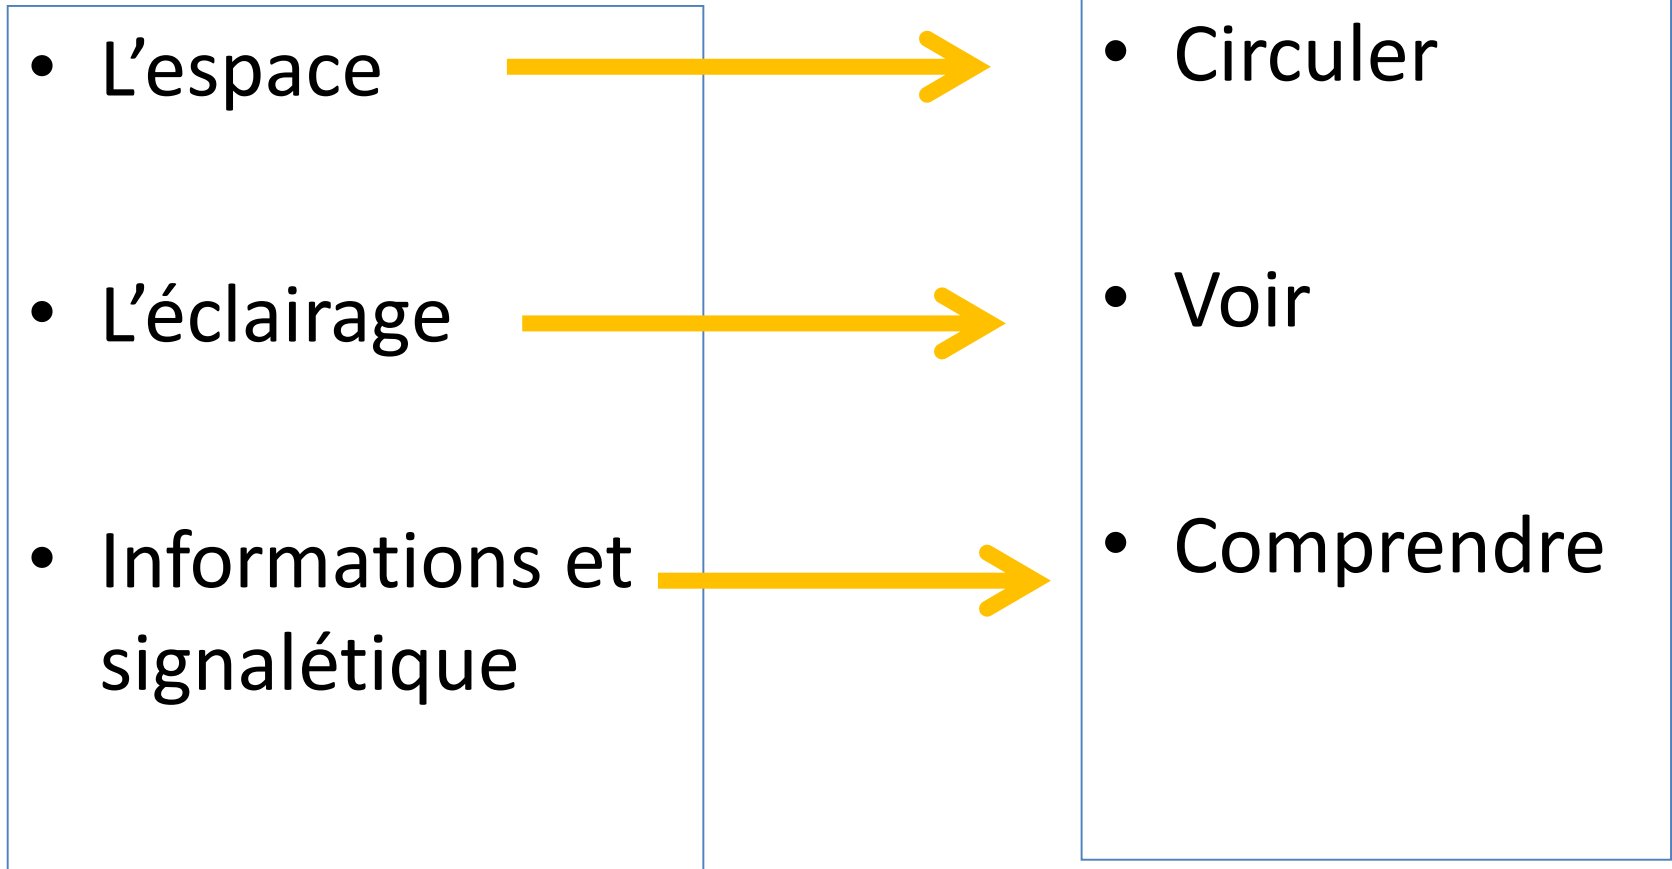 • L’espace
• L’éclairage
• Informations et
signalétique
• Circuler
• Voir
• Comprendre